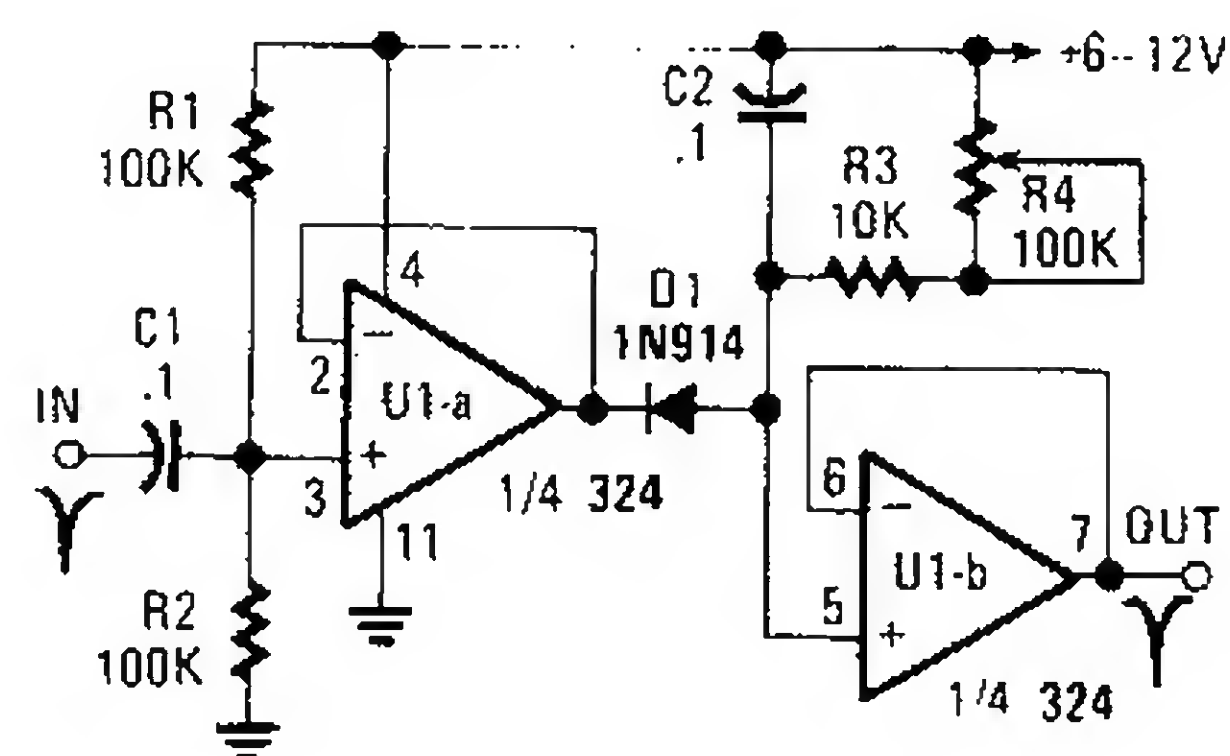 +6--12V
C2
.1
R1
100K
R3
10K
R4
100K
4
D1
1N914
C1
.1
2
−
U1-a
IN
+
3
1/4 324
11
6
−
7
OUT
U1-b
5
+
R2
100K
1/4 324